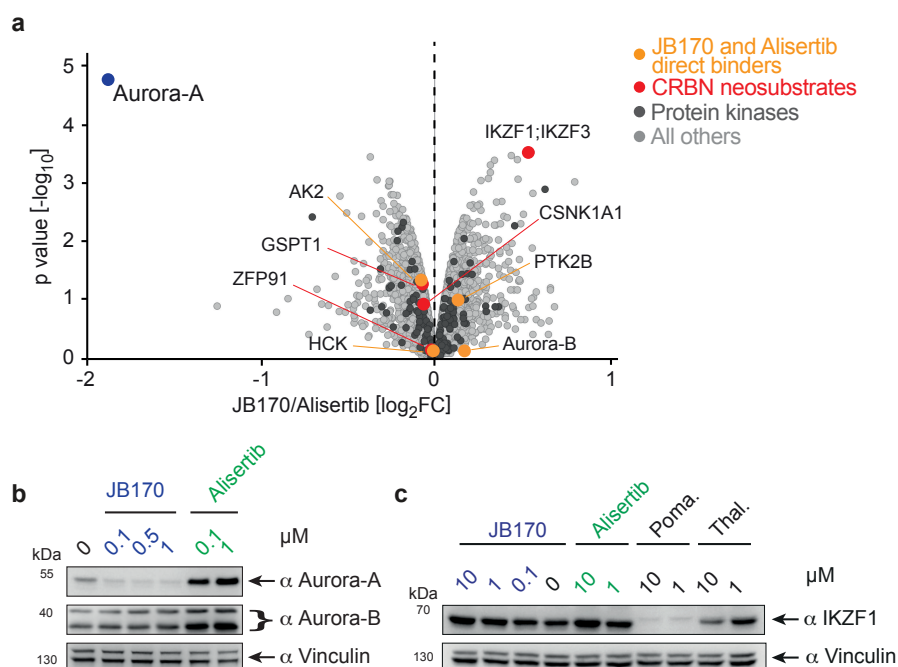 a
p value [-log10]
5
4
3
2
1
0
-2
-1
0
1
JB170/Alisertib [log2FC]
Aurora-A
IKZF1;IKZF3
AK2
CSNK1A1
GSPT1
PTK2B
ZFP91
HCK
Aurora-B
JB170 and Alisertib
direct binders
CRBN neosubstrates
Protein kinases
All others
b
JB170
Alisertib
kDa
0
0.1
0.5
1
0.1
1
µM
55
α Aurora-A
40
α Aurora-B
130
α Vinculin
c
JB170
Alisertib
Poma.
Thal.
kDa
10
1
0.1
0
10
1
10
1
10
1
µM
70
α IKZF1
130
α Vinculin